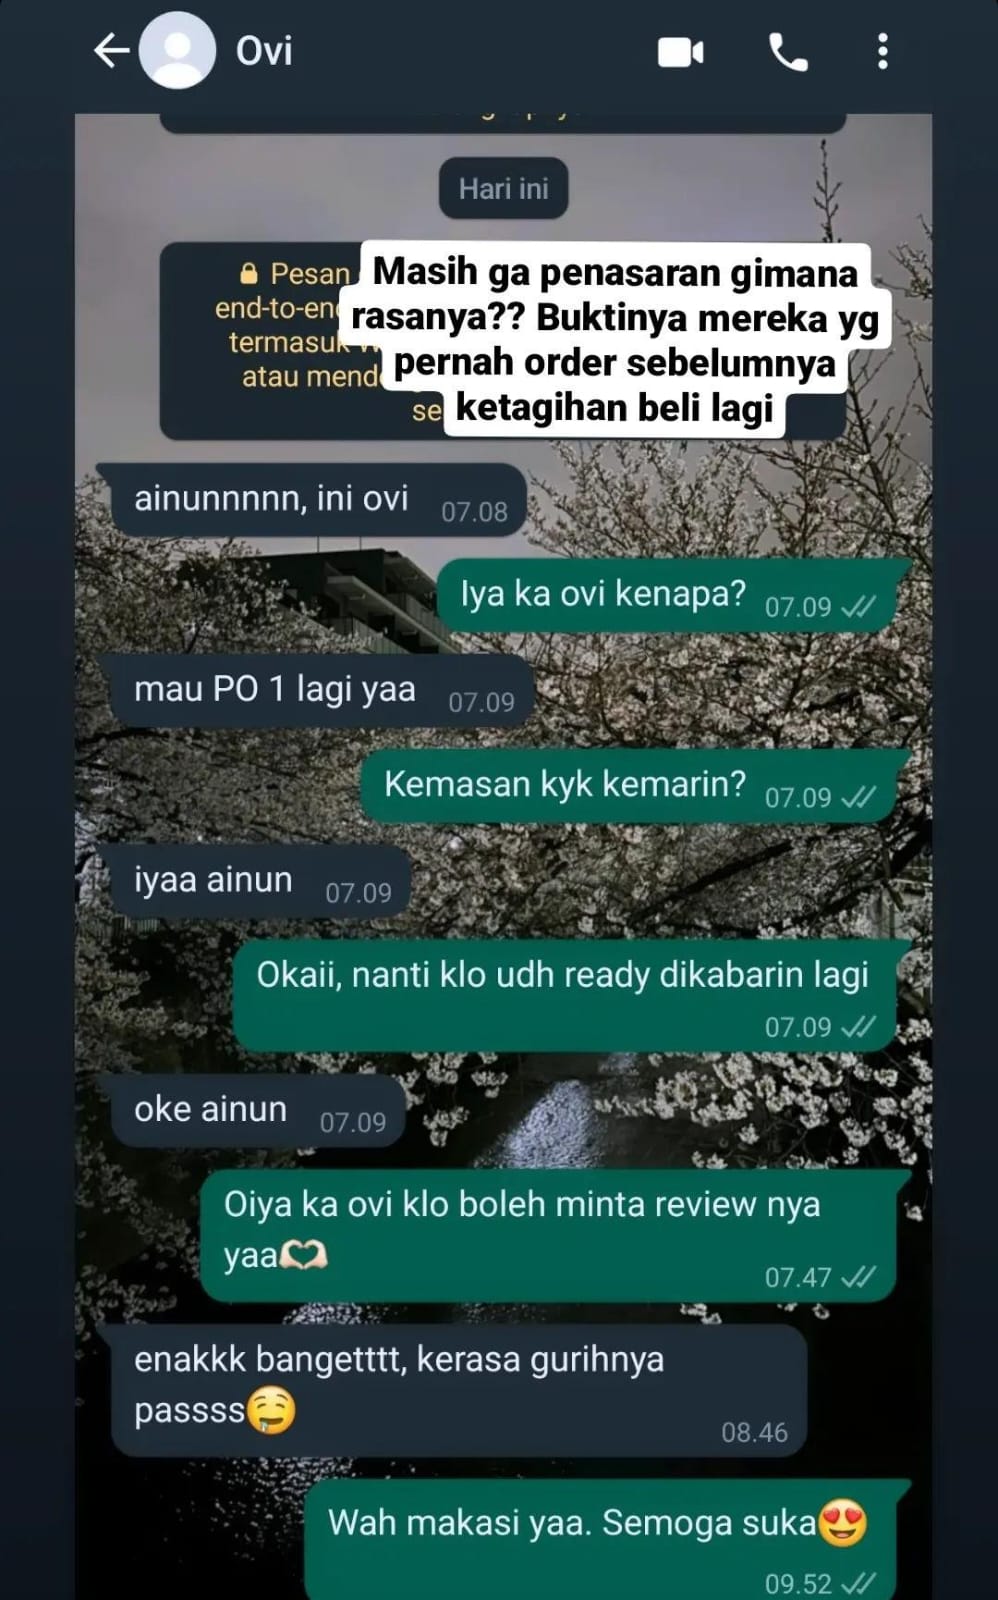 Ovi
Hari ini
Masih ga penasaran gimana
rasanya?? Buktinya mereka yg
pernah order sebelumnya
ketagihan beli lagi
Pesan
end-to-en
termasuk
atau mend
se
ainunnnnn, ini ovi 07.08
Iya ka ovi kenapa? 07.09
mau PO 1 lagi yaa 07.09
Kemasan kyk kemarin? 07.09
iyaa ainun 07.09
Okaii, nanti klo udh ready dikabarin lagi
07.09
oke ainun 07.09
Oiya ka ovi klo boleh minta review nya
yaa🫶🏻
07.47
enakkk bangetttt, kerasa gurihnya
passss🤤
08.46
Wah makasi yaa. Semoga suka😍
09.52